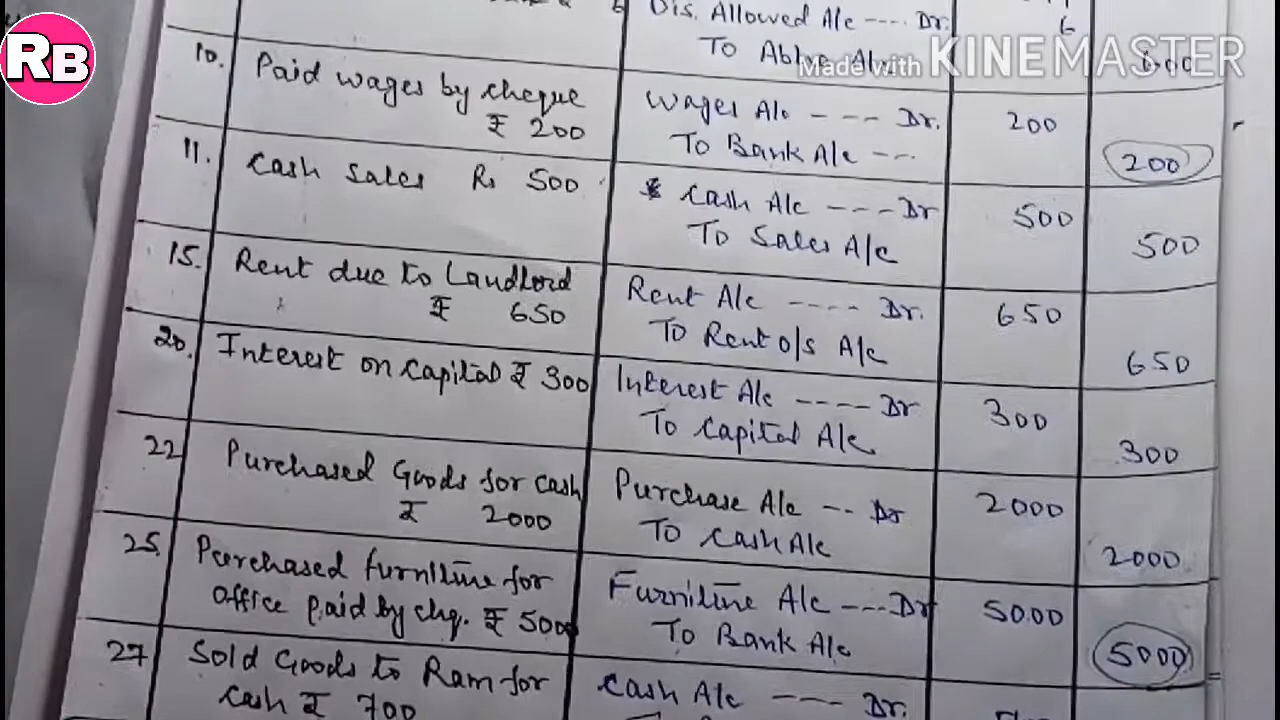 RB
Made with KINEMASTER
Dis. Allowed A/c ---- Dr. 6
To
10. Paid wages by cheque
₹ 200
Wages A/c - --- Dr. 200
To Bank A/c --- 200
11. Cash Sales Rs 500
Cash A/c ---- Dr 500
To Sales A/c 500
15. Rent due to Landlord
₹ 650
Rent A/c ---- Dr. 650
To Rent o/s A/c 650
20. Interest on capital ₹ 300
Interest A/c ---- Dr 300
To Capital A/c 300
22 Purchased Goods for cash
₹ 2000
Purchase A/c -- Dr 2000
To Cash A/c 2000
25. Purchased furniture for
office paid by chq. ₹ 5000
Furniture A/c --- Dr 5000
To Bank A/c 5000
27 Sold Goods to Ram for
cash ₹ 700
Cash A/c --- Dr.